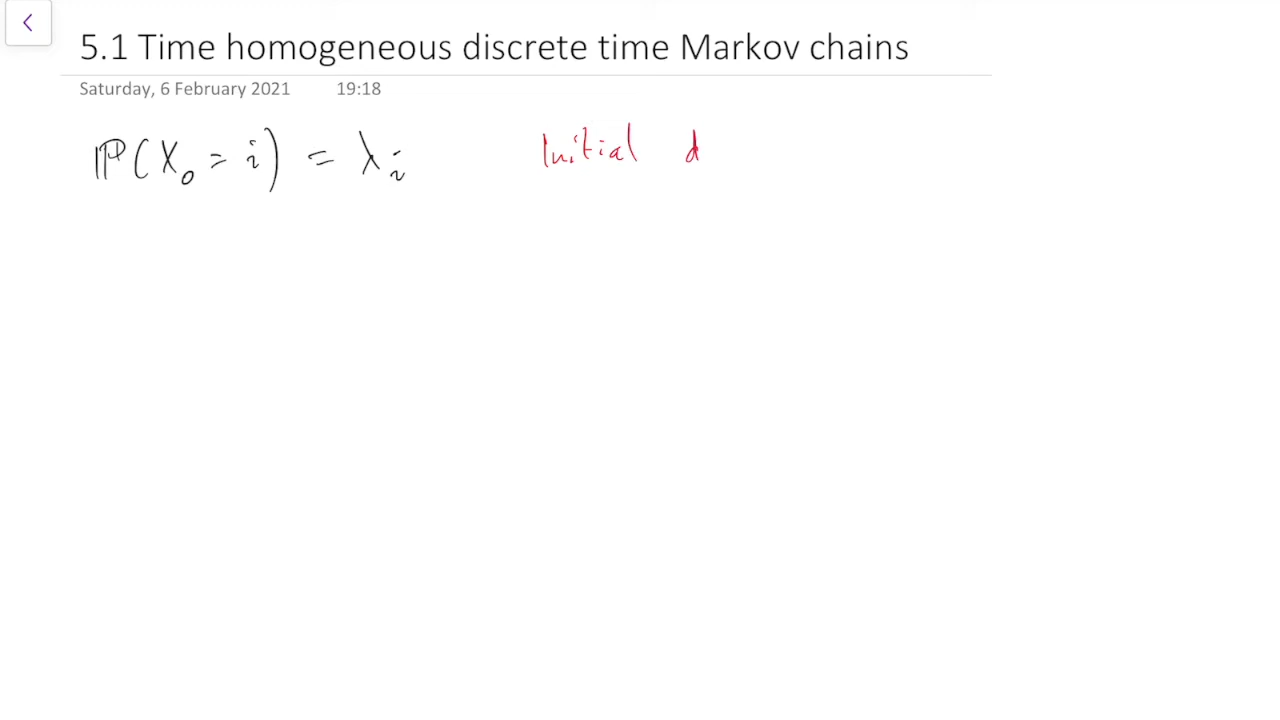 5.1 Time homogeneous discrete time Markov chains
Saturday, 6 February 2021 19:18
ℙ(X₀ = i) = λᵢ Initial d